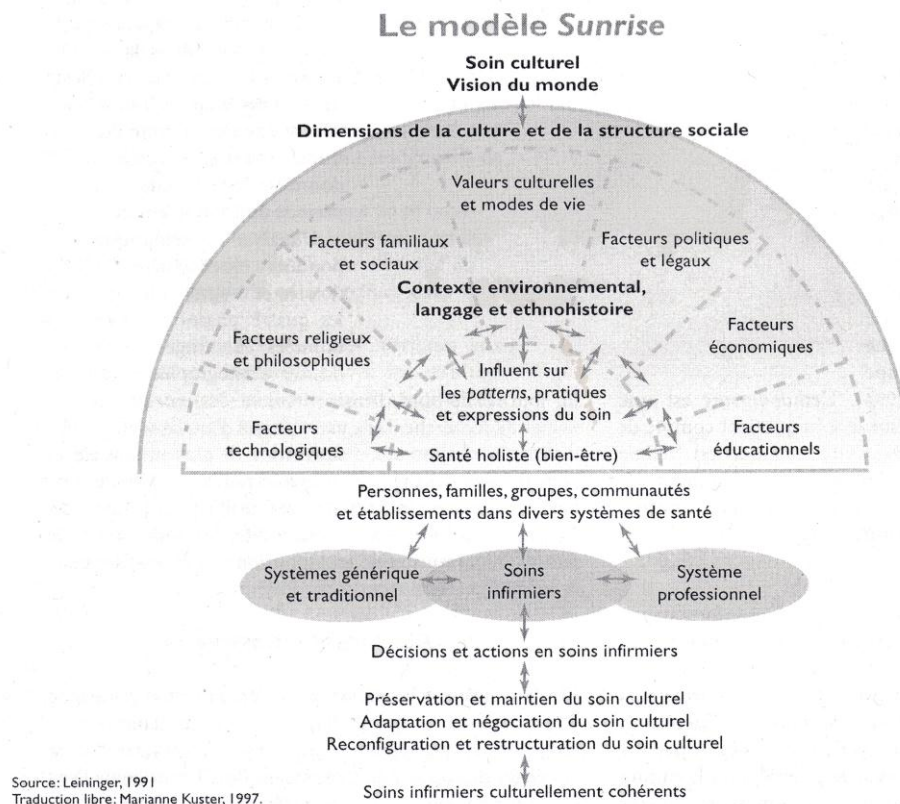 Le modèle Sunrise
Soin culturel
Vision du monde
Dimensions de la culture et de la structure sociale
Valeurs culturelles
et modes de vie
Facteurs familiaux
et sociaux
Facteurs politiques
et légaux
Contexte environnemental,
langage et ethnohistoire
Facteurs religieux
et philosophiques
Facteurs
économiques
Influent sur
les patterns, pratiques
et expressions du soin
Facteurs
technologiques
Facteurs
éducationnels
Santé holiste (bien-être)
Personnes, familles, groupes, communautés
et établissements dans divers systèmes de santé
Systèmes générique
et traditionnel
Soins
infirmiers
Système
professionnel
Décisions et actions en soins infirmiers
Préservation et maintien du soin culturel
Adaptation et négociation du soin culturel
Reconfiguration et restructuration du soin culturel
Soins infirmiers culturellement cohérents
Source: Leininger, 1991
Traduction libre: Marianne Kuster, 1997.